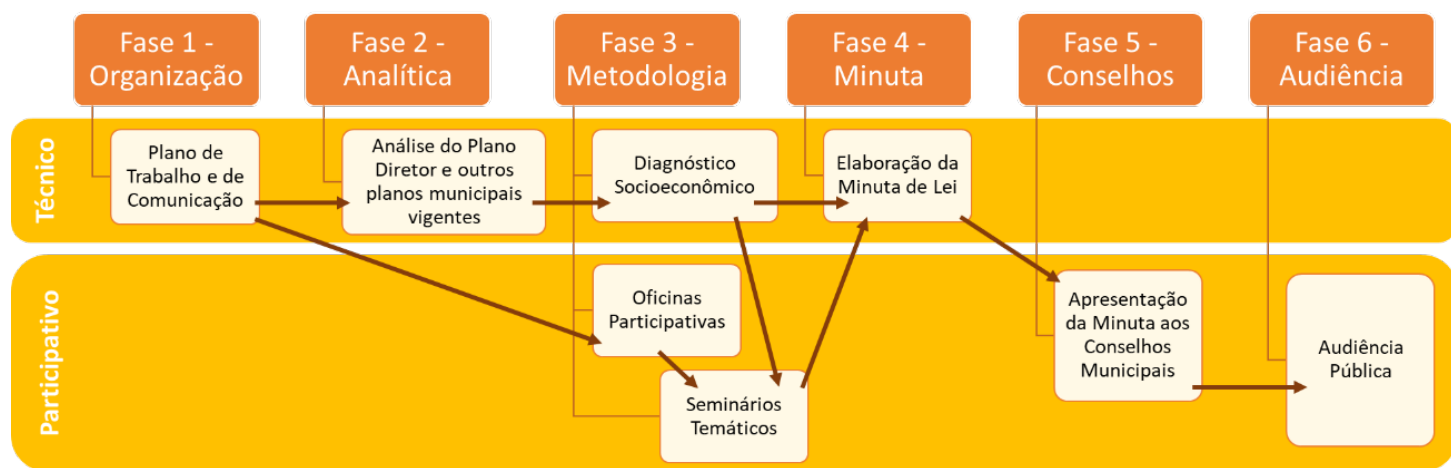 Fase 1 -
Organização
Fase 2 -
Analítica
Fase 3 -
Metodologia
Fase 4 -
Minuta
Fase 5 -
Conselhos
Fase 6 -
Audiência
Técnico
Plano de
Trabalho e de
Comunicação
Análise do Plano
Diretor e outros
planos municipais
vigentes
Diagnóstico
Socioeconômico
Elaboração da
Minuta de Lei
Participativo
Oficinas
Participativas
Seminários
Temáticos
Apresentação
da Minuta aos
Conselhos
Municipais
Audiência
Pública